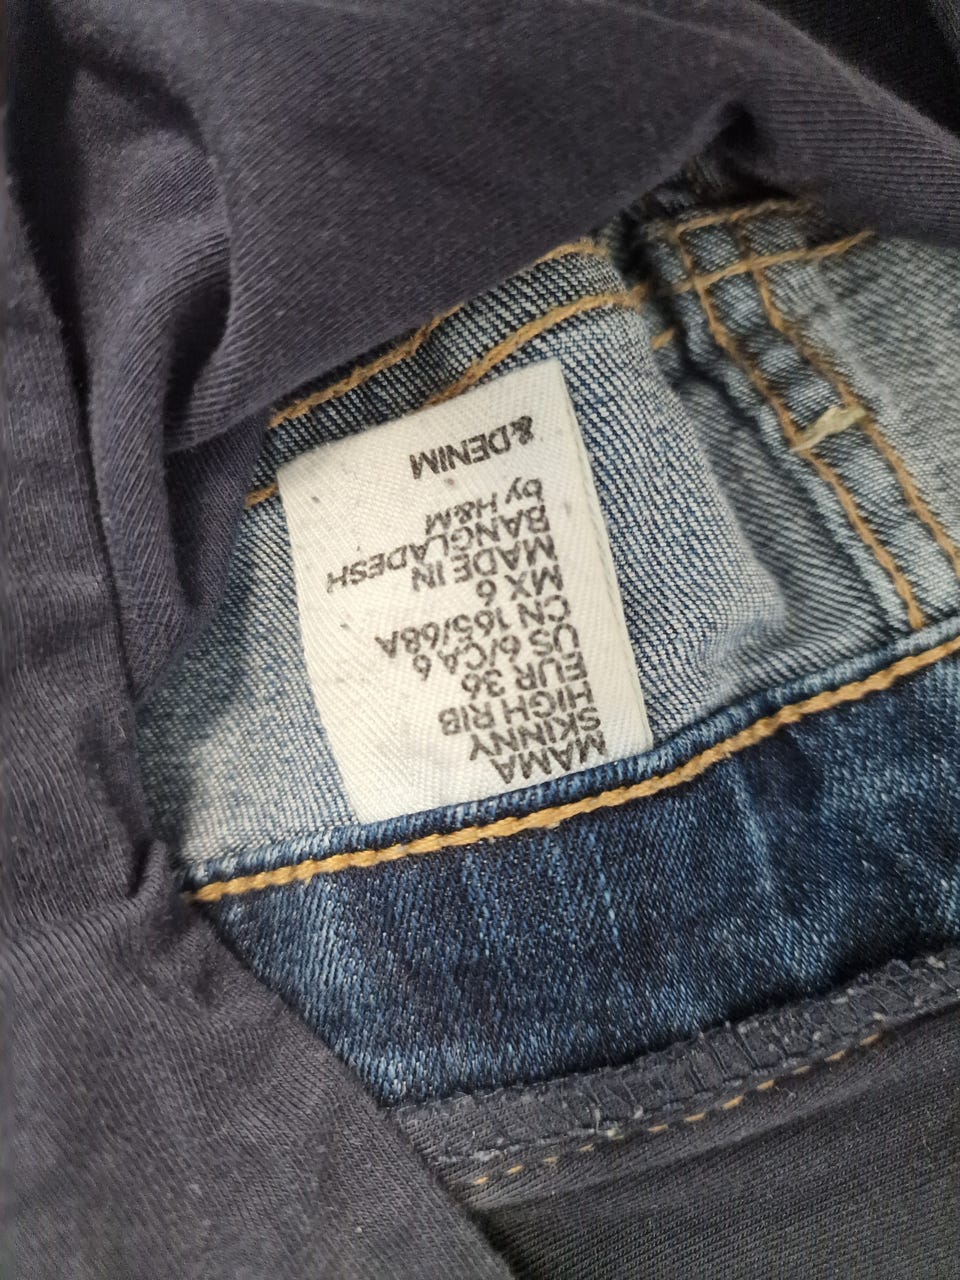 MAMA
SKINNY
HIGH RIB
EUR 36
US 6/CA 6
CN 165/68A
MX 6
MADE IN
BANGLADESH
by H&M
&DENIM